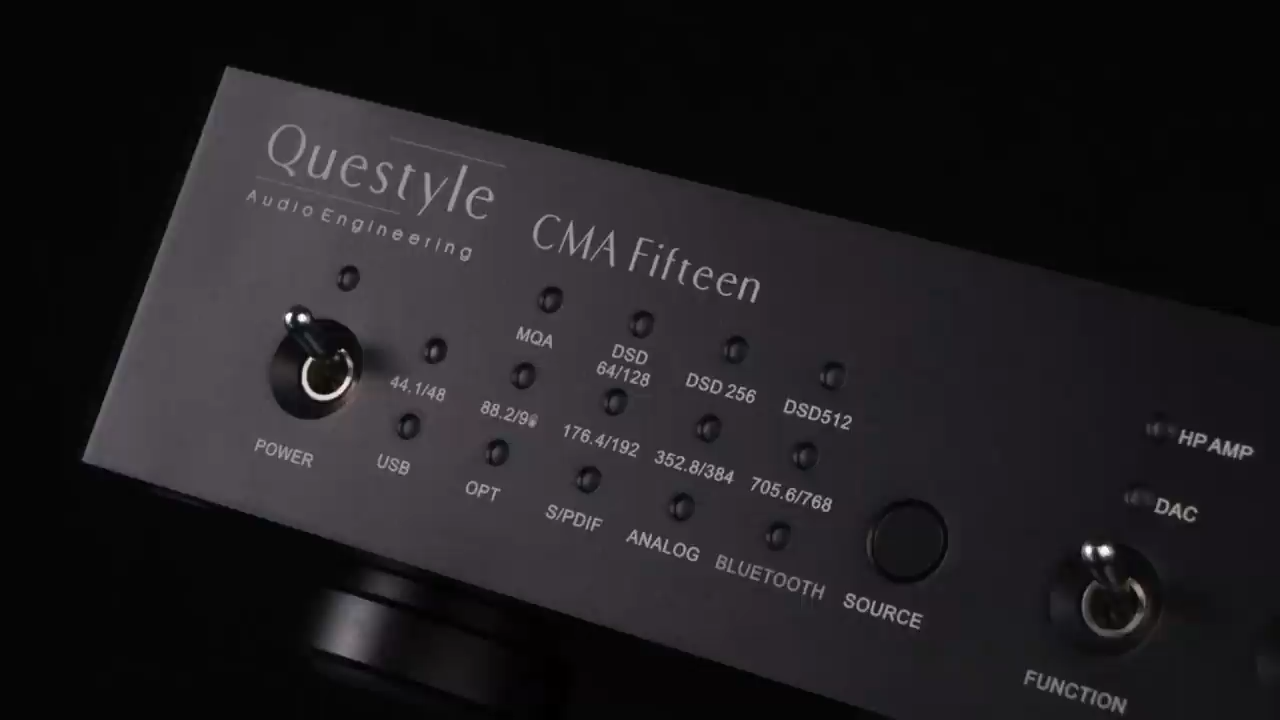 Questyle
Audio Engineering
CMA Fifteen
MQA
DSD
64/128
DSD 256
DSD512
44.1/48
176.4/192
352.8/384
705.6/768
POWER
USB
OPT
S/PDIF
ANALOG
BLUETOOTH
SOURCE
HP AMP
DAC
FUNCTION